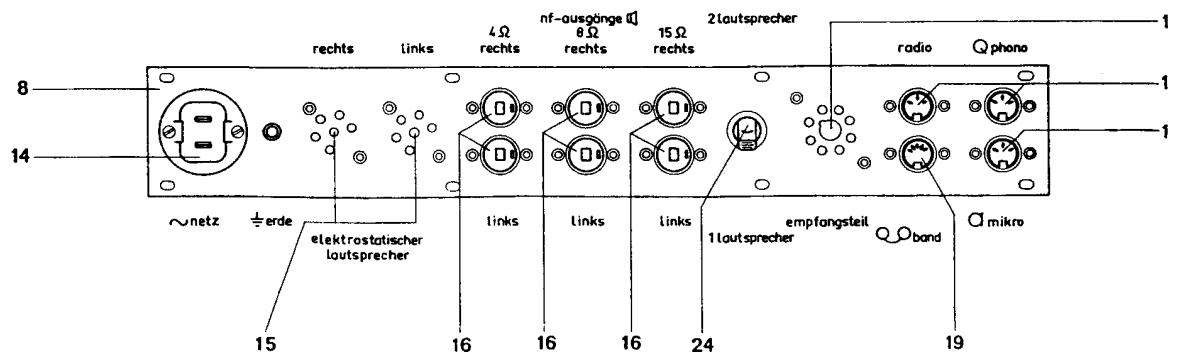 nf-ausgänge 2 lautsprecher 1
4 Ω 8 Ω 15 Ω
rechts links rechts rechts rechts radio phono
8
1
14
1
~ netz ⏚ erde links links links empfangsteil mikro
elektrostatischer 1 lautsprecher band
lautsprecher
15 16 16 16 24 19